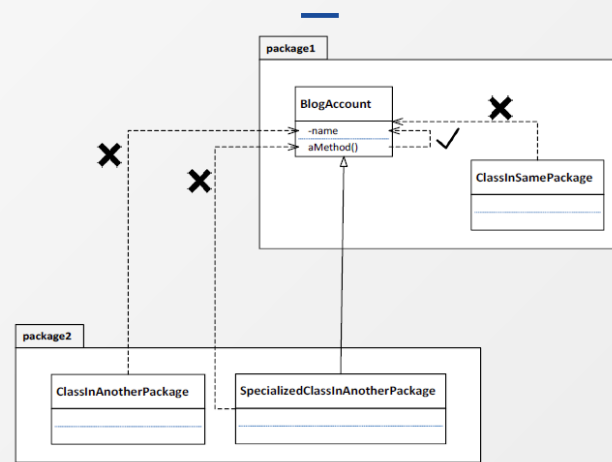 package1
BlogAccount
-name
aMethod()
ClassInSamePackage
package2
ClassInAnotherPackage
SpecializedClassInAnotherPackage